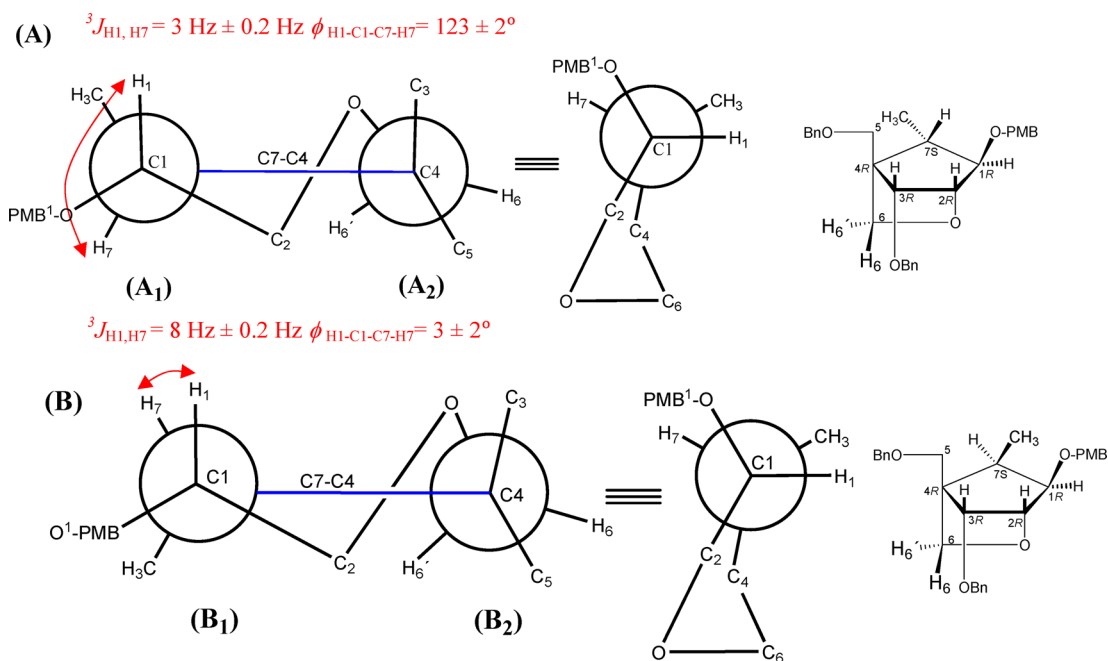 ³J_H1, H7 = 3 Hz ± 0.2 Hz ϕ_H1-C1-C7-H7 = 123 ± 2º
(A)
H₁
H₃C
C1
PMB¹-O
H₇
C₂
C7-C4
O
C₃
C4
H₆
H₆´
C₅
(A₁)
(A₂)
PMB¹-O
H₇
CH₃
C1
H₁
C₂
C₄
O
C₆
BnO
5
H₃C
H
7S
O-PMB
4R
H
H
H
1R
3R
2R
6
O
H₆´
H₆
OBn
³J_H1,H7 = 8 Hz ± 0.2 Hz ϕ_H1-C1-C7-H7 = 3 ± 2º
(B)
H₇
H₁
C1
O¹-PMB
H₃C
C₂
C7-C4
O
C₃
C4
H₆
H₆´
C₅
(B₁)
(B₂)
PMB¹-O
H₇
CH₃
C1
H₁
C₂
C₄
O
C₆
BnO
5
H
CH₃
7S
O-PMB
4R
H
H
H
1R
3R
2R
6
O
H₆´
H₆
OBn